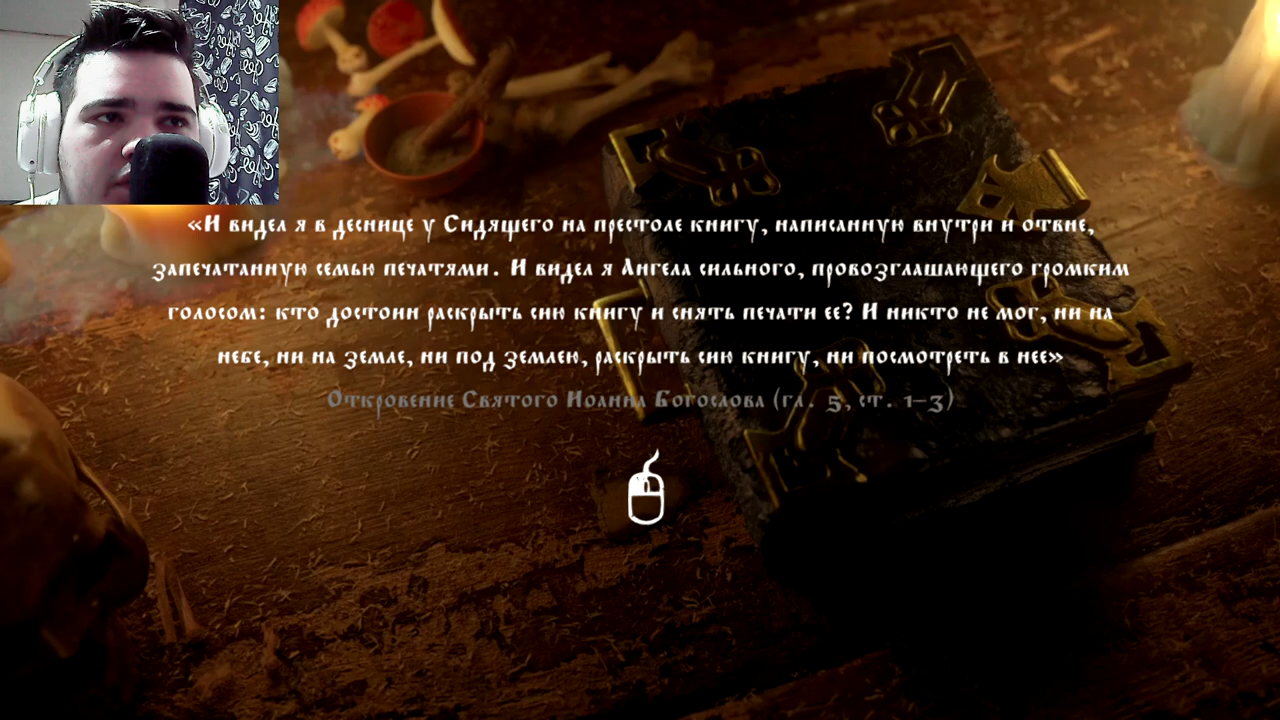 «И видел я в деснице у Сидящего на престоле книгу, написанную внутри и отвне,
запечатанную семью печатями. И видел я Ангела сильного, провозглашающего громким
голосом: кто достоин раскрыть сию книгу и снять печати ее? И никто не мог, ни на
небе, ни на земле, ни под землею, раскрыть сию книгу, ни посмотреть в нее»
Откровение Святого Иоанна Богослова (гл. 5, ст. 1–3)